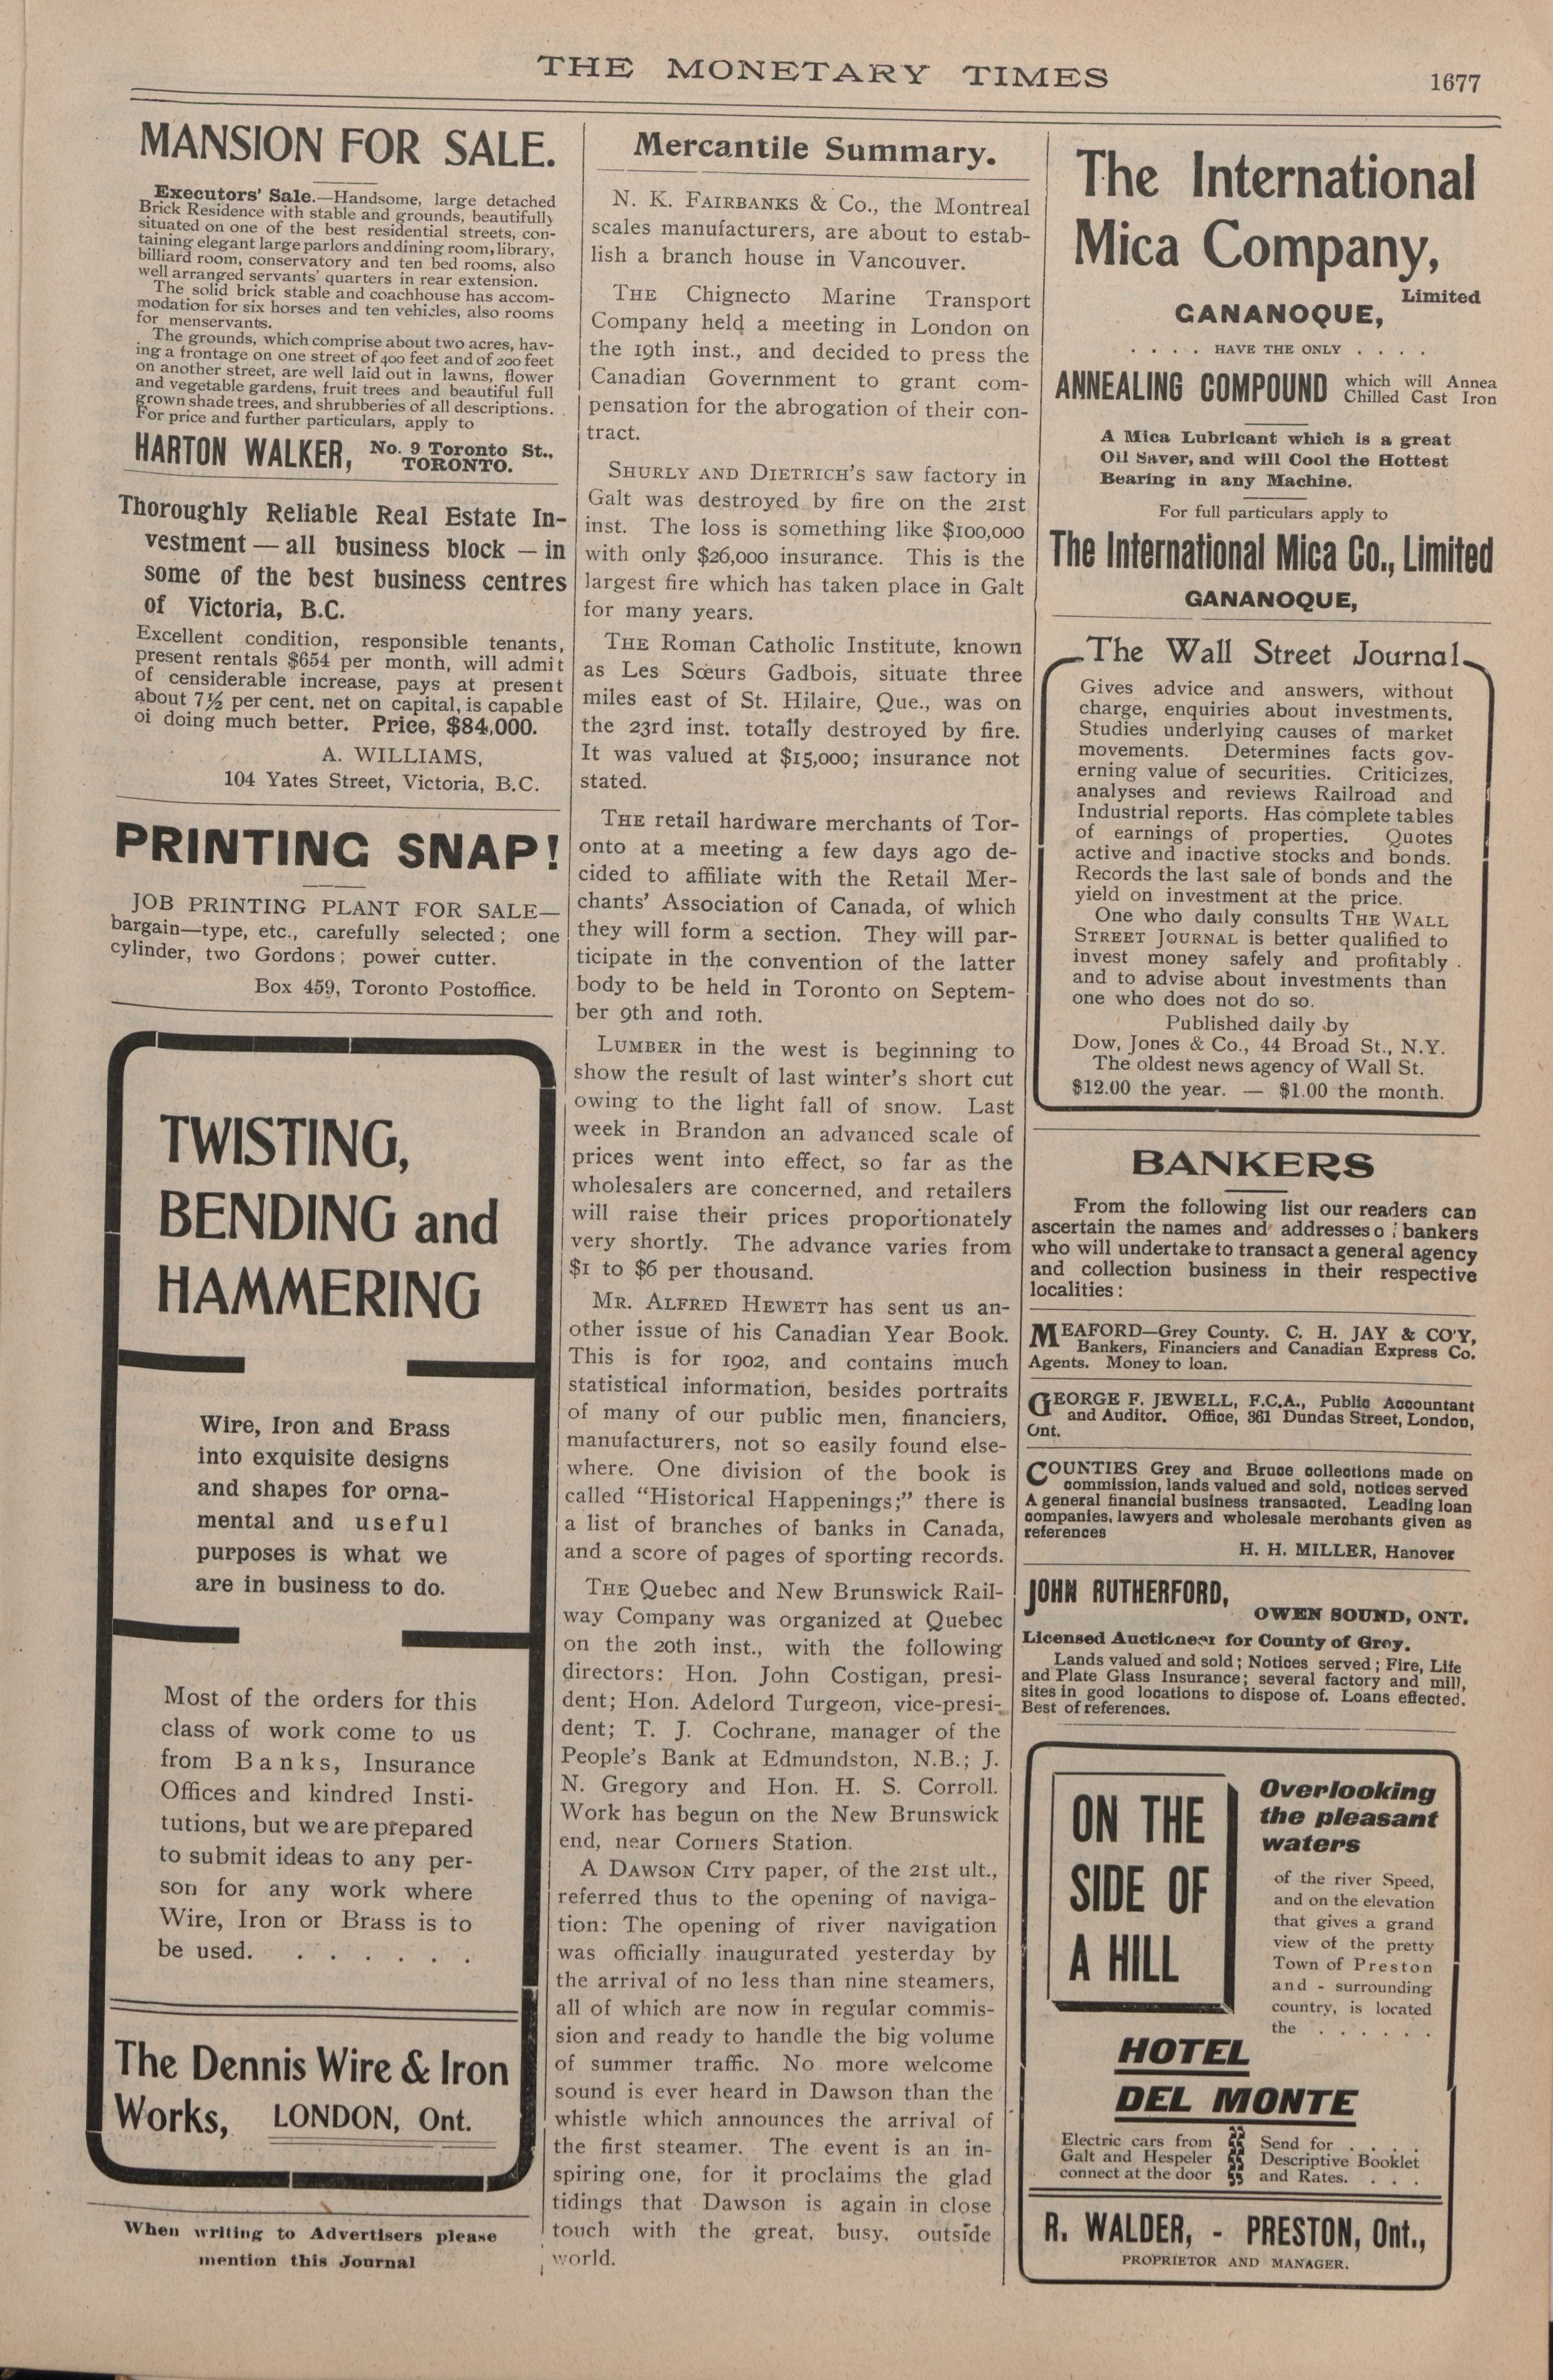 THE MONETARY TIMES
1677
MANSION FOR SALE.
Executors' Sale.—Handsome, large detached
Brick Residence with stable and grounds, beautifully
situated on one of the best residential streets, con-
taining elegant large parlors and dining room, library,
billiard room, conservatory and ten bed rooms, also
well arranged servants' quarters in rear extension.
The solid brick stable and coachhouse has accom-
modation for six horses and ten vehicles, also rooms
for menservants.
The grounds, which comprise about two acres, hav-
ing a frontage on one street of 400 feet and of 200 feet
on another street, are well laid out in lawns, flower
and vegetable gardens, fruit trees and beautiful full
grown shade trees, and shrubberies of all descriptions.
For price and further particulars, apply to
HARTON WALKER, No. 9 Toronto St.,
TORONTO.
Thoroughly Reliable Real Estate In-
vestment — all business block — in
some of the best business centres
of Victoria, B.C.
Excellent condition, responsible tenants,
present rentals $654 per month, will admit
of censiderable increase, pays at present
about 7½ per cent. net on capital, is capable
oi doing much better. Price, $84,000.
A. WILLIAMS,
104 Yates Street, Victoria, B.C.
PRINTING SNAP!
JOB PRINTING PLANT FOR SALE—
bargain—type, etc., carefully selected; one
cylinder, two Gordons; power cutter.
Box 459, Toronto Postoffice.
TWISTING,
BENDING and
HAMMERING
Wire, Iron and Brass
into exquisite designs
and shapes for orna-
mental and useful
purposes is what we
are in business to do.
Most of the orders for this
class of work come to us
from Banks, Insurance
Offices and kindred Insti-
tutions, but we are prepared
to submit ideas to any per-
son for any work where
Wire, Iron or Brass is to
be used. . . . . . .
The Dennis Wire & Iron
Works, LONDON, Ont.
When writing to Advertisers please
mention this Journal
Mercantile Summary.
N. K. FAIRBANKS & Co., the Montreal
scales manufacturers, are about to estab-
lish a branch house in Vancouver.
THE Chignecto Marine Transport
Company held a meeting in London on
the 19th inst., and decided to press the
Canadian Government to grant com-
pensation for the abrogation of their con-
tract.
SHURLY AND DIETRICH'S saw factory in
Galt was destroyed by fire on the 21st
inst. The loss is something like $100,000
with only $26,000 insurance. This is the
largest fire which has taken place in Galt
for many years.
THE Roman Catholic Institute, known
as Les Sœurs Gadbois, situate three
miles east of St. Hilaire, Que., was on
the 23rd inst. totally destroyed by fire.
It was valued at $15,000; insurance not
stated.
THE retail hardware merchants of Tor-
onto at a meeting a few days ago de-
cided to affiliate with the Retail Mer-
chants' Association of Canada, of which
they will form a section. They will par-
ticipate in the convention of the latter
body to be held in Toronto on Septem-
ber 9th and 10th.
LUMBER in the west is beginning to
show the result of last winter's short cut
owing to the light fall of snow. Last
week in Brandon an advanced scale of
prices went into effect, so far as the
wholesalers are concerned, and retailers
will raise their prices proportionately
very shortly. The advance varies from
$1 to $6 per thousand.
MR. ALFRED HEWETT has sent us an-
other issue of his Canadian Year Book.
This is for 1902, and contains much
statistical information, besides portraits
of many of our public men, financiers,
manufacturers, not so easily found else-
where. One division of the book is
called "Historical Happenings;" there is
a list of branches of banks in Canada,
and a score of pages of sporting records.
THE Quebec and New Brunswick Rail-
way Company was organized at Quebec
on the 20th inst., with the following
directors: Hon. John Costigan, presi-
dent; Hon. Adelord Turgeon, vice-presi-
dent; T. J. Cochrane, manager of the
People's Bank at Edmundston, N.B.; J.
N. Gregory and Hon. H. S. Corroll.
Work has begun on the New Brunswick
end, near Corners Station.
A DAWSON CITY paper, of the 21st ult.,
referred thus to the opening of naviga-
tion: The opening of river navigation
was officially inaugurated yesterday by
the arrival of no less than nine steamers,
all of which are now in regular commis-
sion and ready to handle the big volume
of summer traffic. No more welcome
sound is ever heard in Dawson than the
whistle which announces the arrival of
the first steamer. The event is an in-
spiring one, for it proclaims the glad
tidings that Dawson is again in close
touch with the great, busy, outside
world.
The International
Mica Company,
Limited
GANANOQUE,
. . . . HAVE THE ONLY . . . .
ANNEALING COMPOUND which will Annea
Chilled Cast Iron
A Mica Lubricant which is a great
Oil Saver, and will Cool the Hottest
Bearing in any Machine.
For full particulars apply to
The International Mica Co., Limited
GANANOQUE,
The Wall Street Journal
Gives advice and answers, without
charge, enquiries about investments.
Studies underlying causes of market
movements. Determines facts gov-
erning value of securities. Criticizes,
analyses and reviews Railroad and
Industrial reports. Has complete tables
of earnings of properties. Quotes
active and inactive stocks and bonds.
Records the last sale of bonds and the
yield on investment at the price.
One who daily consults THE WALL
STREET JOURNAL is better qualified to
invest money safely and profitably
and to advise about investments than
one who does not do so.
Published daily by
Dow, Jones & Co., 44 Broad St., N.Y.
The oldest news agency of Wall St.
$12.00 the year. — $1.00 the month.
BANKERS
From the following list our readers can
ascertain the names and addresses o: bankers
who will undertake to transact a general agency
and collection business in their respective
localities:
MEAFORD—Grey County. C. H. JAY & CO'Y,
Bankers, Financiers and Canadian Express Co.
Agents. Money to loan.
GEORGE F. JEWELL, F.C.A., Public Accountant
and Auditor. Office, 361 Dundas Street, London,
Ont.
COUNTIES Grey and Bruce collections made on
commission, lands valued and sold, notices served
A general financial business transacted. Leading loan
companies, lawyers and wholesale merchants given as
references
H. H. MILLER, Hanover
JOHN RUTHERFORD,
OWEN SOUND, ONT.
Licensed Auctioneer for County of Grey.
Lands valued and sold; Notices served; Fire, Life
and Plate Glass Insurance; several factory and mill,
sites in good locations to dispose of. Loans effected.
Best of references.
ON THE
SIDE OF
A HILL
Overlooking
the pleasant
waters
of the river Speed,
and on the elevation
that gives a grand
view of the pretty
Town of Preston
and - surrounding
country, is located
the . . . . . .
HOTEL
DEL MONTE
Electric cars from
Galt and Hespeler
connect at the door
Send for . . . .
Descriptive Booklet
and Rates. . . .
R. WALDER, - PRESTON, Ont.,
PROPRIETOR AND MANAGER.